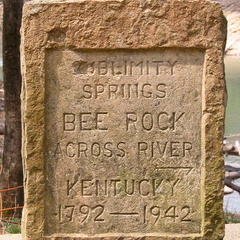 SUBLIMITY
SPRINGS
BEE ROCK
ACROSS RIVER
KENTUCKY
1792—1942